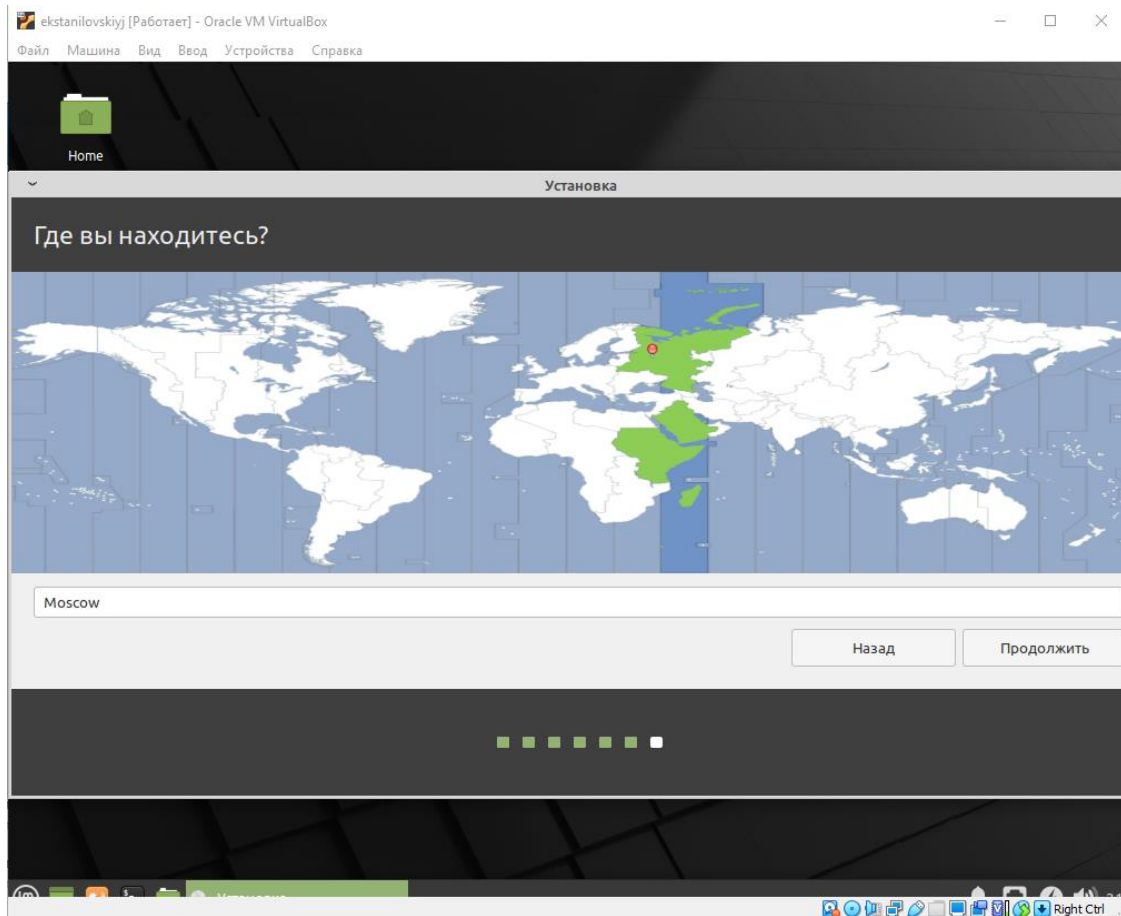 ekstanilovskiyj [Работает] - Oracle VM VirtualBox
Файл Машина Вид Ввод Устройства Справка
Home
Установка
Где вы находитесь?
Moscow
Назад Продолжить
Установка
Right Ctrl